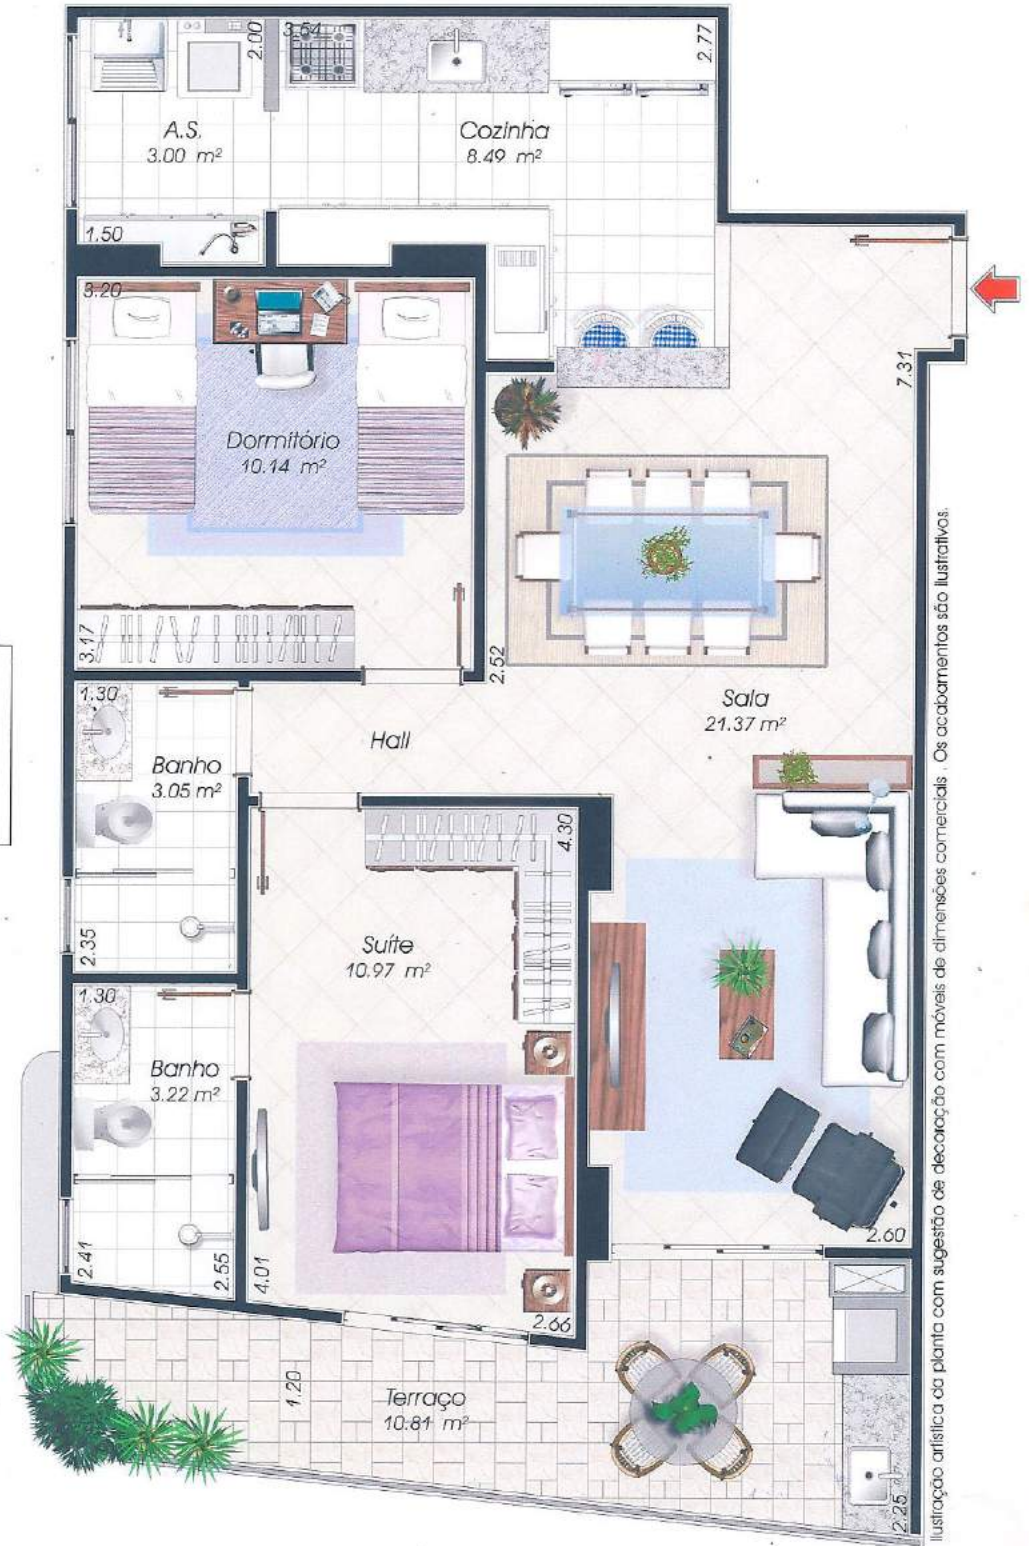 2.00
3.54
2.77
A.S.
3.00 m²
Cozinha
8.49 m²
1.50
3.20
7.31
Dormitório
10.14 m²
3.17
2.52
Sala
21.37 m²
1.30
Hall
Banho
3.05 m²
4.30
2.35
Suíte
10.97 m²
1.30
Banho
3.22 m²
2.41
2.55
4.01
2.66
2.60
1.20
Terraço
10.81 m²
2.25
Ilustração artística da planta com sugestão de decoração com móveis de dimensões comerciais . Os acabamentos são ilustrativos.